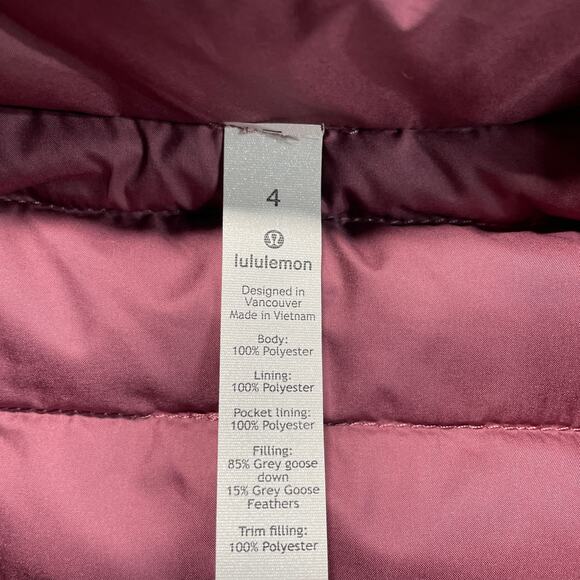 4
lululemon
Designed in
Vancouver
Made in Vietnam
Body:
100% Polyester
Lining:
100% Polyester
Pocket lining:
100% Polyester
Filling:
85% Grey goose
down
15% Grey Goose
Feathers
Trim filling:
100% Polyester